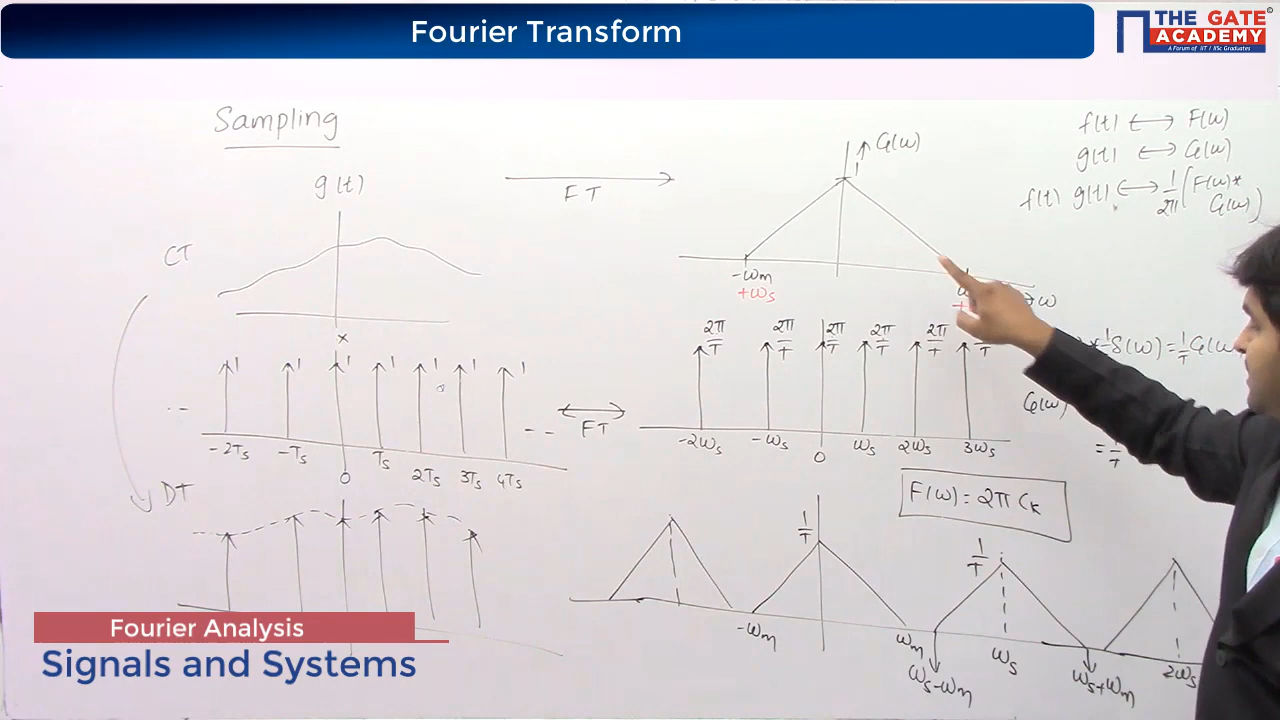 Fourier Transform
THE GATE ACADEMY
A Forum of IIT / IISc Graduates
Sampling
g(t)
FT
G(ω)
f(t) ⟷ F(ω)
g(t) ⟷ G(ω)
f(t) g(t) ⟷ 1/2π (F(ω)* G(ω))
CT
-ωm
+ωs
ω
×
1 1 1 1 1 1 1
-2Ts -Ts 0 Ts 2Ts 3Ts 4Ts
FT
2π/T 2π/T 2π/T 2π/T 2π/T
-2ωs -ωs 0 ωs 2ωs 3ωs
* 1/T δ(ω) = 1/T G(ω)
G(ω)
= 1/T
F(ω) = 2π Ck
DT
1/T
1/T
-ωm ωm ωs-ωm ωs ωs+ωm 2ωs
Fourier Analysis
Signals and Systems